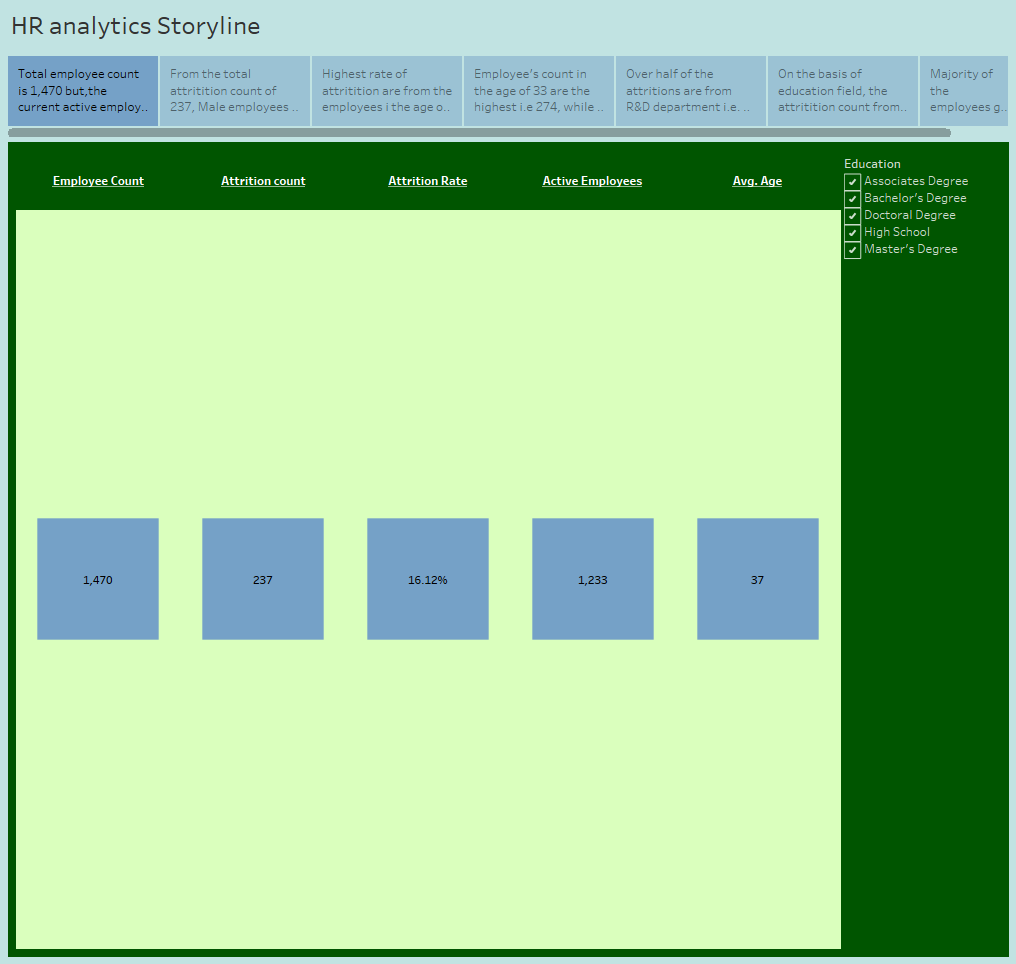 HR analytics Storyline
Total employee count
is 1,470 but,the
current active employ..
From the total
attritition count of
237, Male employees ..
Highest rate of
attritition are from the
employees i the age o..
Employee's count in
the age of 33 are the
highest i.e 274, while ..
Over half of the
attritions are from
R&D department i.e. ..
On the basis of
education field, the
attritition count from..
Majority of
the
employees g..
Employee Count
Attrition count
Attrition Rate
Active Employees
Avg. Age
1,470
237
16.12%
1,233
37
Education
Associates Degree
Bachelor's Degree
Doctoral Degree
High School
Master's Degree